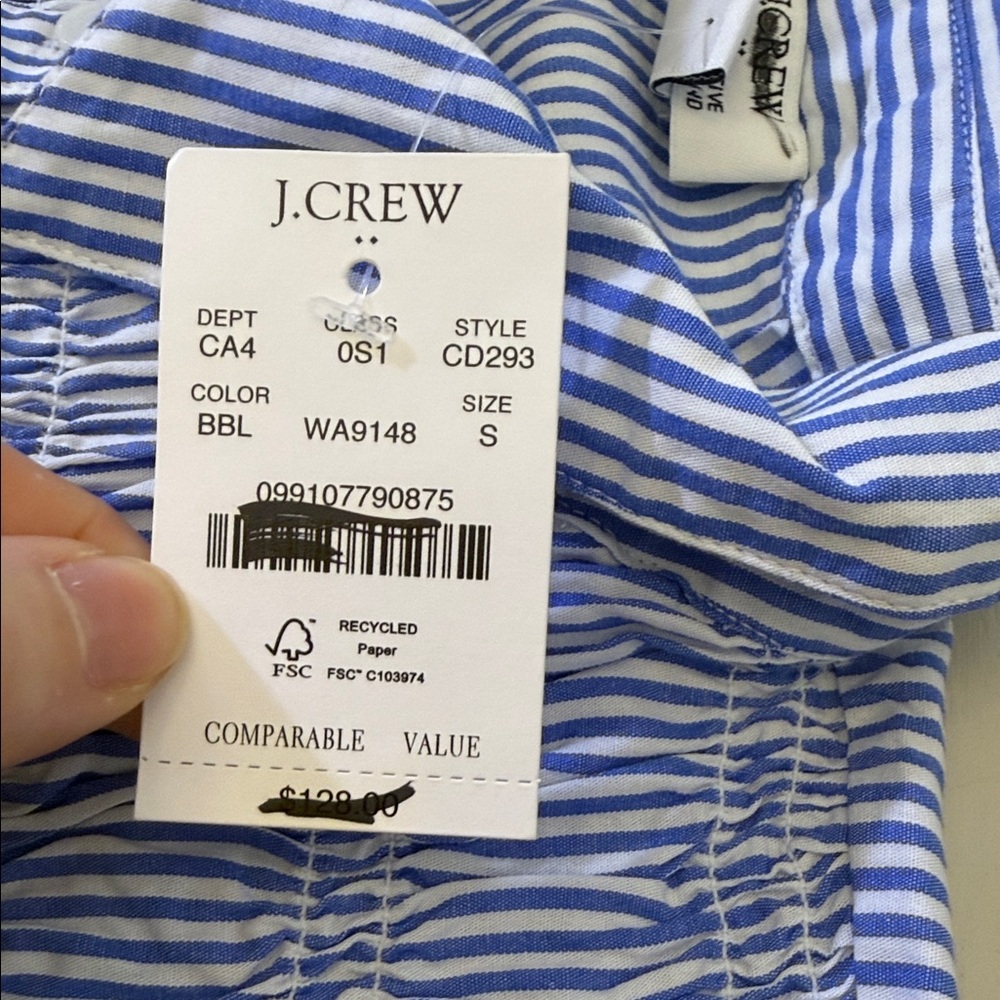 J.CREW
DEPT CLASS STYLE
CA4 0S1 CD293
COLOR SIZE
BBL WA9148 S
099107790875
RECYCLED
Paper
FSC FSC™ C103974
COMPARABLE VALUE
$128.00
J.CREW